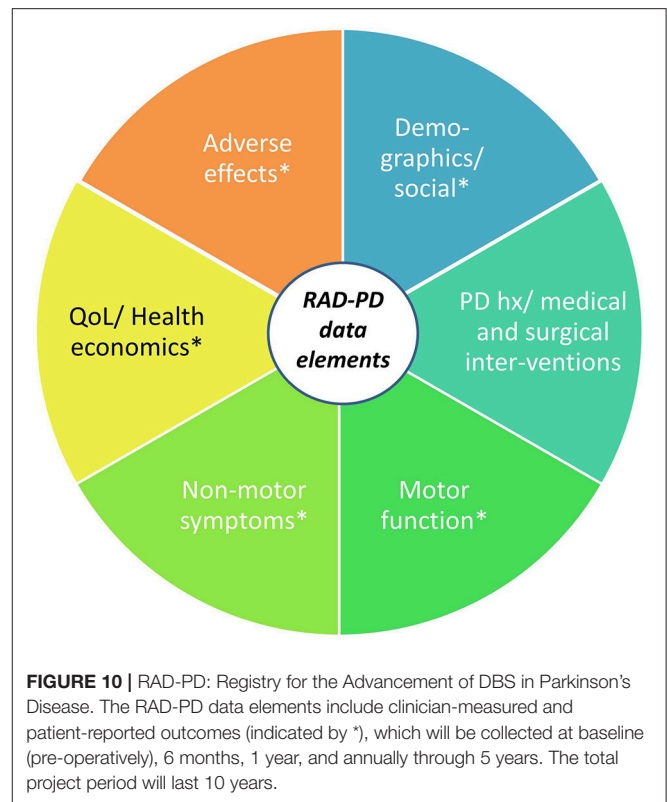 Adverse
effects*
Demo-
graphics/
social*
QoL/ Health
economics*
RAD-PD
data
elements
PD hx/ medical
and surgical
inter-ventions
Non-motor
symptoms*
Motor
function*
FIGURE 10 | RAD-PD: Registry for the Advancement of DBS in Parkinson's
Disease. The RAD-PD data elements include clinician-measured and
patient-reported outcomes (indicated by *), which will be collected at baseline
(pre-operatively), 6 months, 1 year, and annually through 5 years. The total
project period will last 10 years.